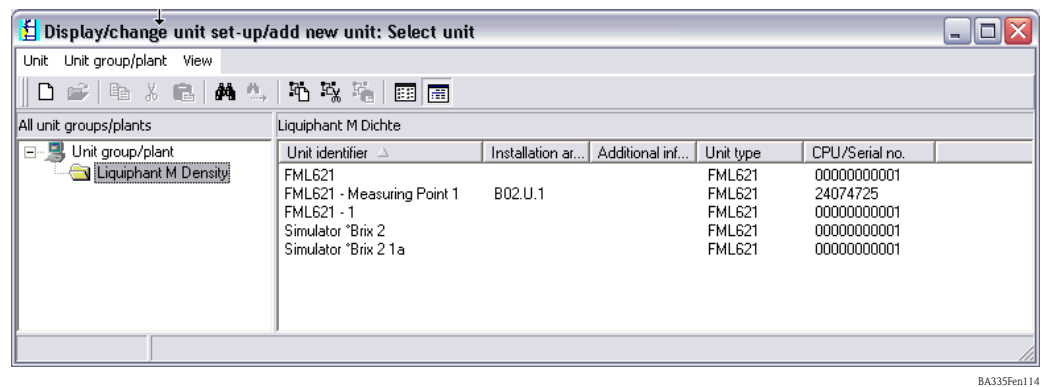 Display/change unit set-up/add new unit: Select unit
Unit Unit group/plant View
All unit groups/plants Liquiphant M Dichte
Unit group/plant
Liquiphant M Density
Unit identifier Installation ar... Additional inf... Unit type CPU/Serial no.
FML621 FML621 00000000001
FML621 - Measuring Point 1 B02.U.1 FML621 24074725
FML621 - 1 FML621 00000000001
Simulator °Brix 2 FML621 00000000001
Simulator °Brix 2 1a FML621 00000000001
BA335Fen114